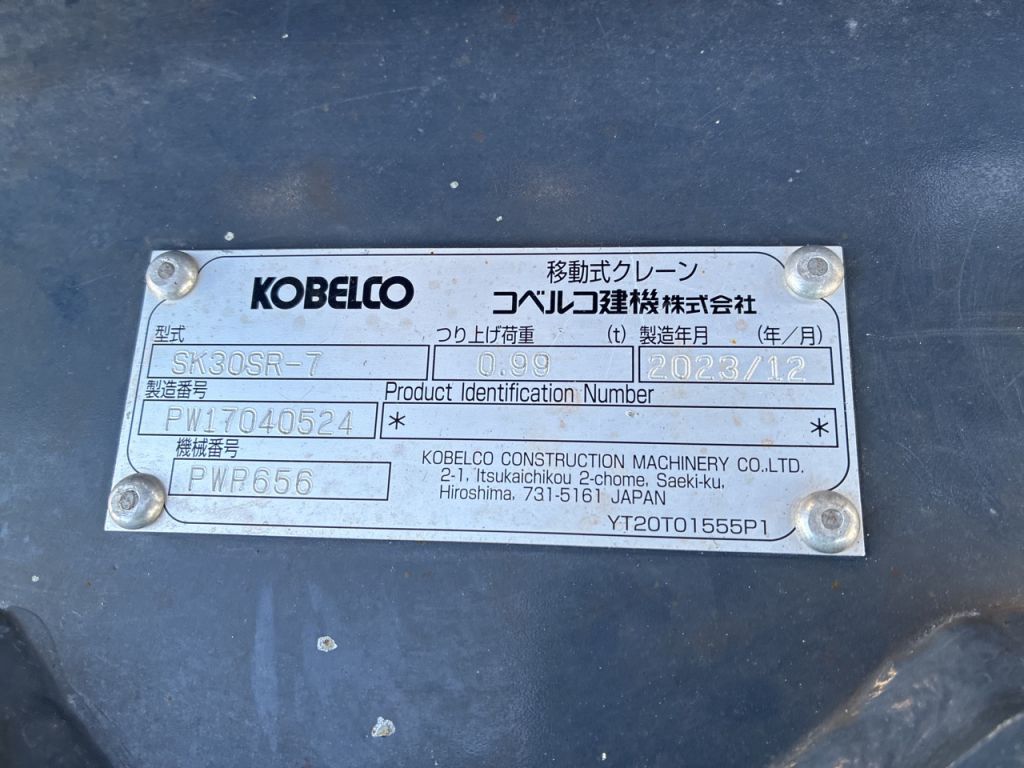 KOBELCO
移動式クレーン
コベルコ建機株式会社
型式 つり上げ荷重 (t) 製造年月 (年／月)
SK30SR-7 0.99 2023/12
製造番号 Product Identification Number
PW17040524 * *
機械番号
PWP656
KOBELCO CONSTRUCTION MACHINERY CO.,LTD.
2-1, Itsukaichikou 2-chome, Saeki-ku,
Hiroshima, 731-5161 JAPAN
YT20T01555P1